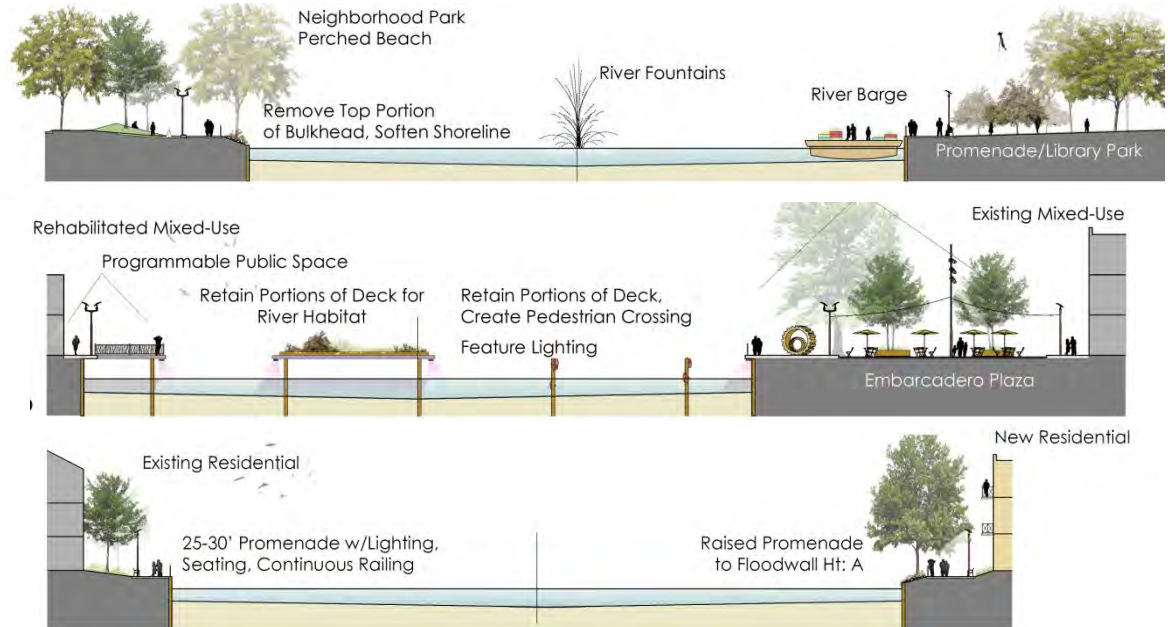 Neighborhood Park
Perched Beach
River Fountains
River Barge
Remove Top Portion
of Bulkhead, Soften Shoreline
Promenade/Library Park
Rehabilitated Mixed-Use
Existing Mixed-Use
Programmable Public Space
Retain Portions of Deck for
River Habitat
Retain Portions of Deck,
Create Pedestrian Crossing
Feature Lighting
Embarcadero Plaza
Existing Residential
New Residential
25-30' Promenade w/Lighting,
Seating, Continuous Railing
Raised Promenade
to Floodwall Ht: A